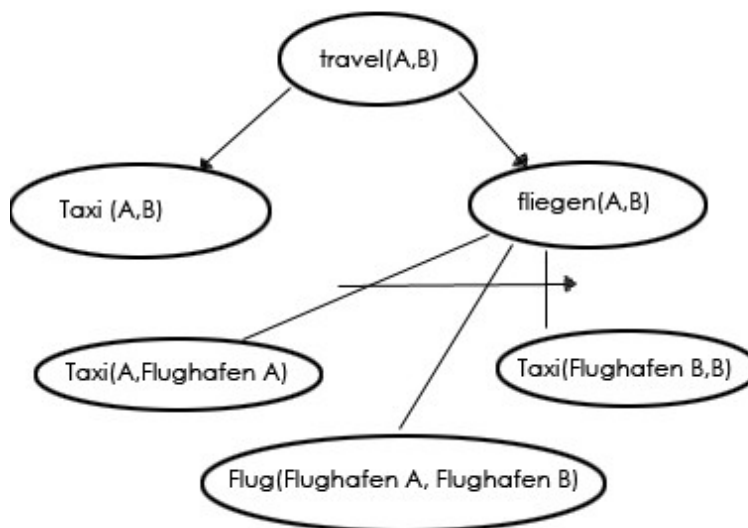 travel(A,B)
Taxi (A,B)
fliegen(A,B)
Taxi(A,Flughafen A)
Taxi(Flughafen B,B)
Flug(Flughafen A, Flughafen B)